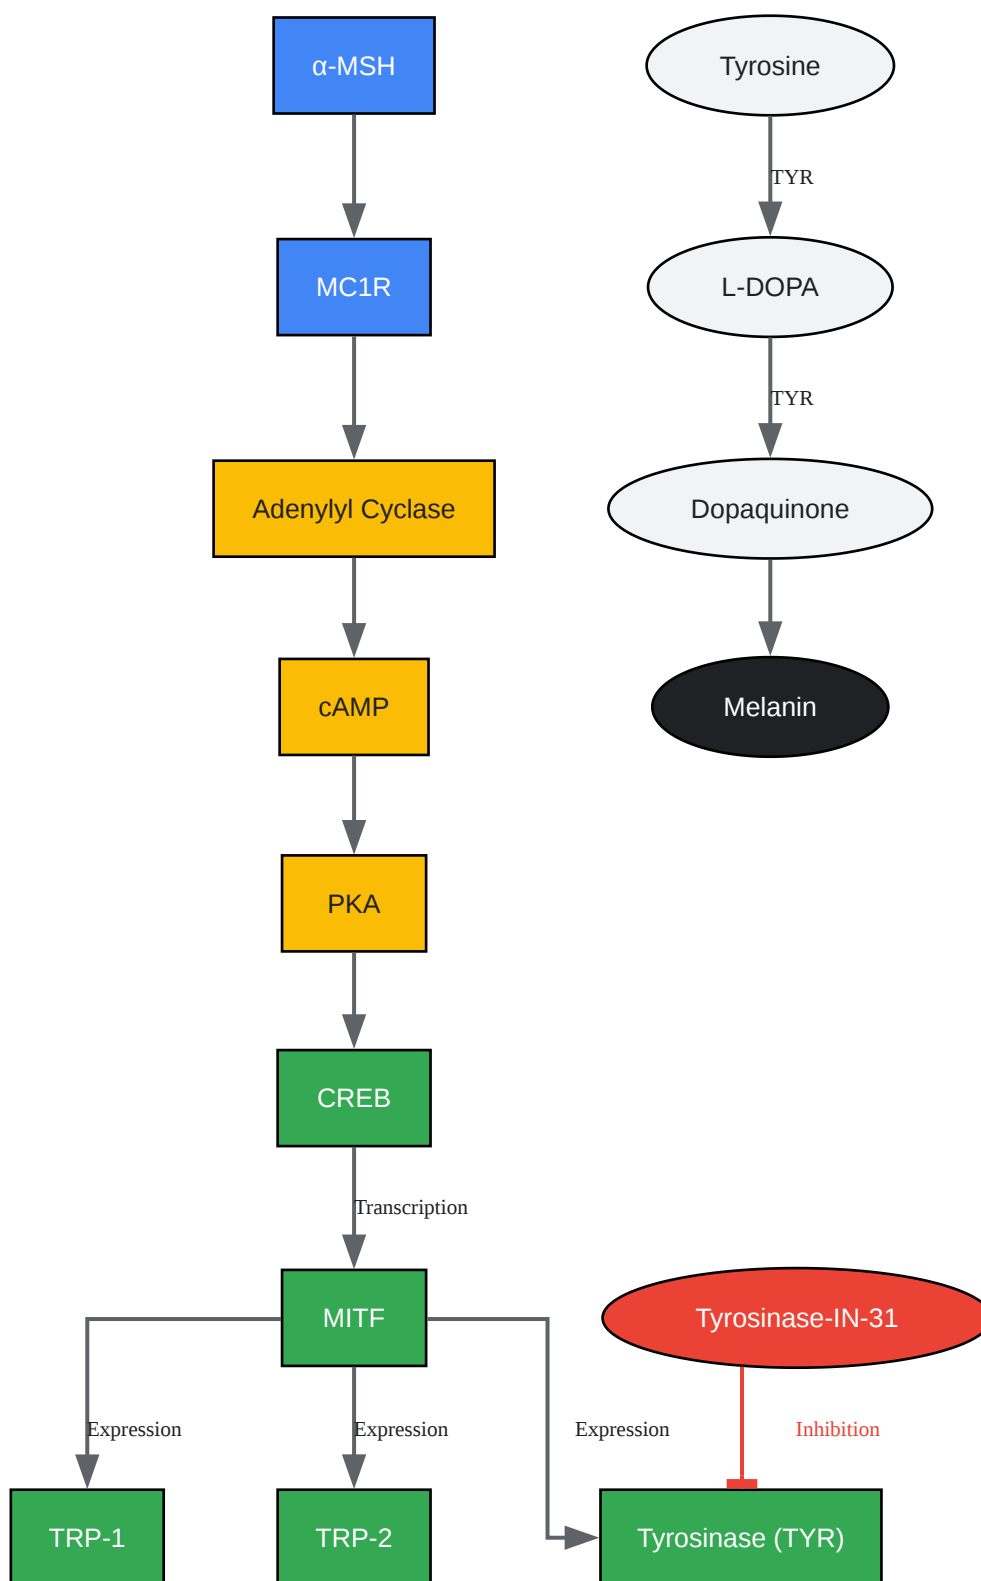 α-MSH
Tyrosine
TYR
MC1R
L-DOPA
TYR
Adenylyl Cyclase
Dopaquinone
cAMP
Melanin
PKA
CREB
Transcription
MITF
Tyrosinase-IN-31
Expression
Expression
Expression
Inhibition
TRP-1
TRP-2
Tyrosinase (TYR)